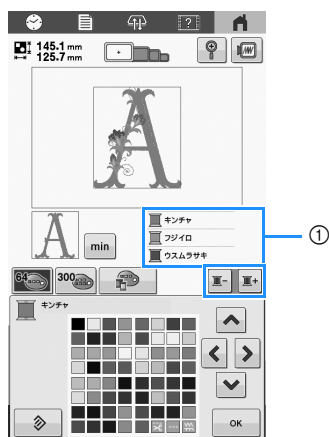 ?
145.1 mm
125.7 mm
キンチャ
フジイロ
ウスムラサキ
①
min
64
300
- +
キンチャ
OK